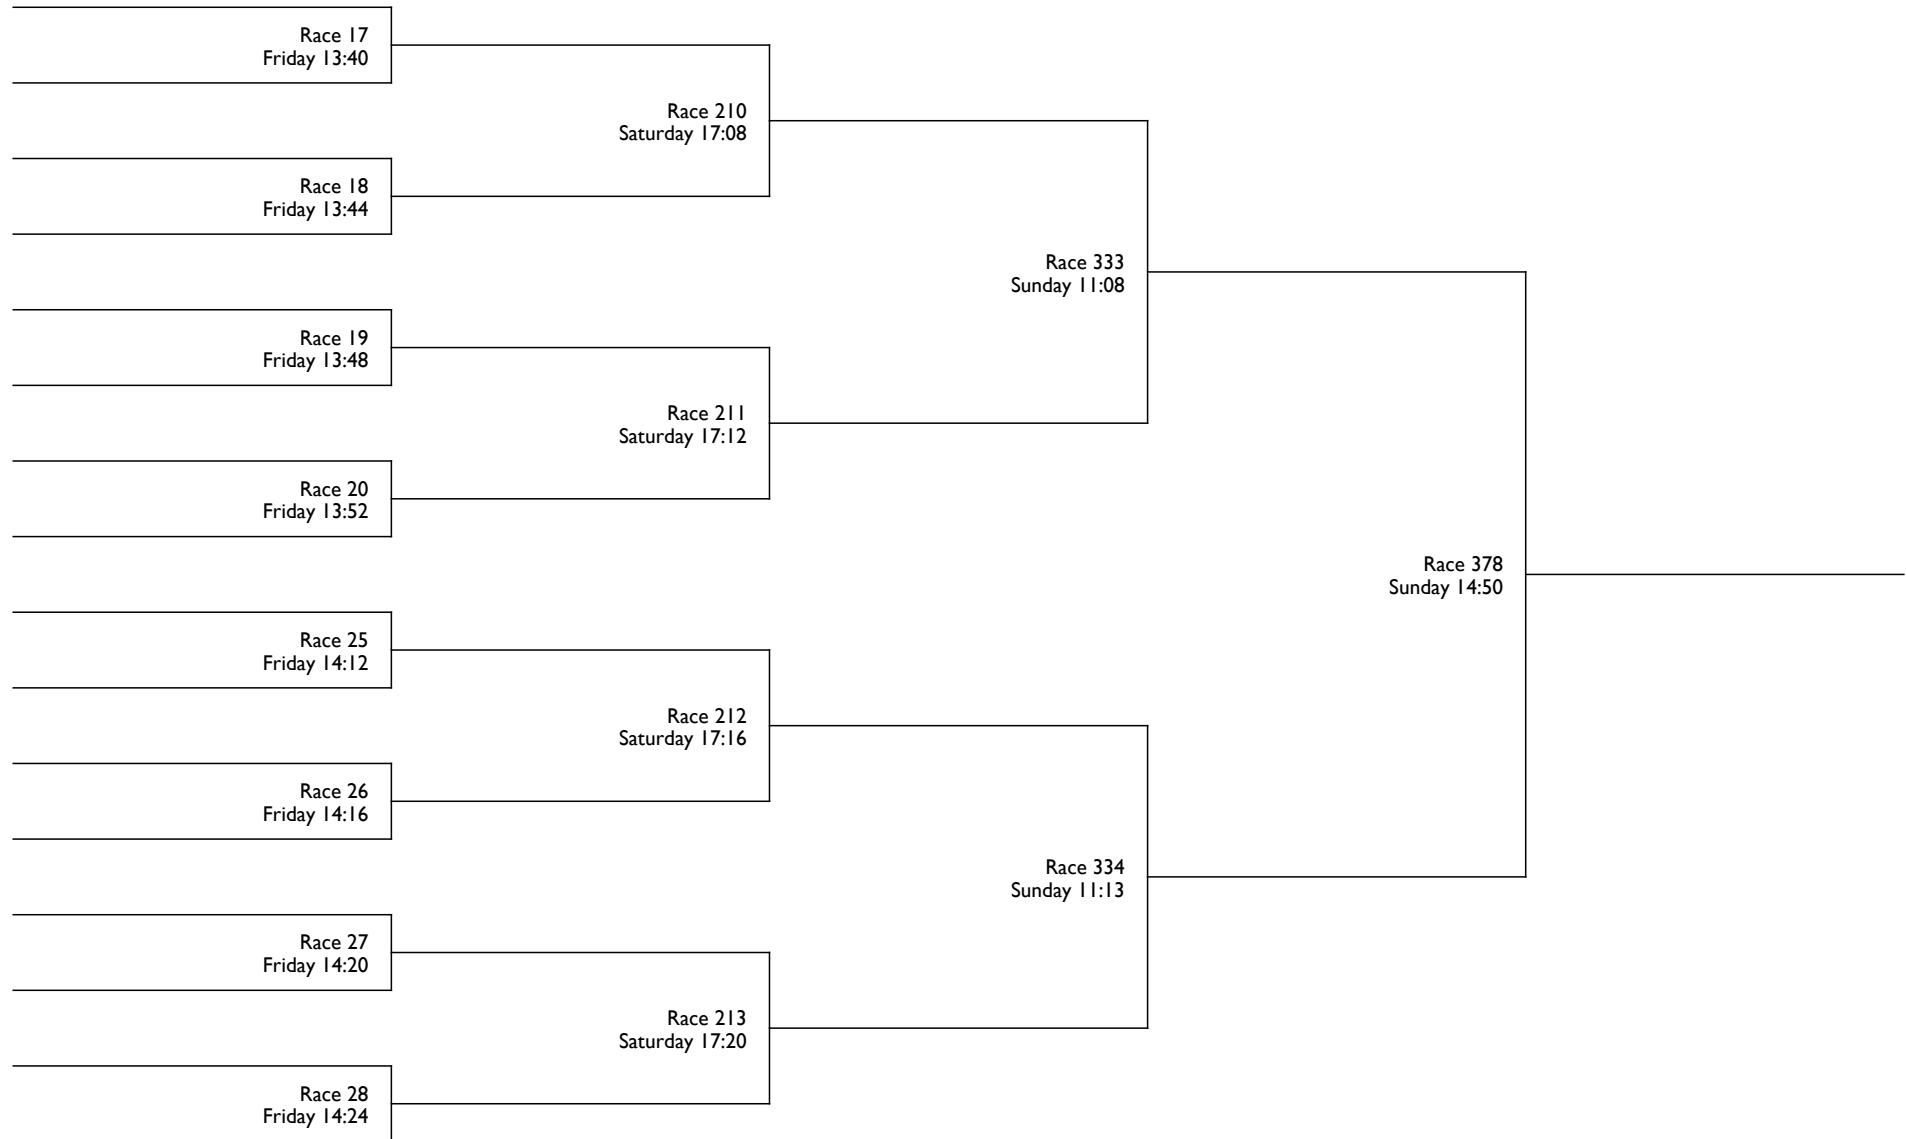 Race 17
Friday 13:40
Race 18
Friday 13:44
Race 19
Friday 13:48
Race 20
Friday 13:52
Race 25
Friday 14:12
Race 26
Friday 14:16
Race 27
Friday 14:20
Race 28
Friday 14:24
Race 210
Saturday 17:08
Race 211
Saturday 17:12
Race 212
Saturday 17:16
Race 213
Saturday 17:20
Race 333
Sunday 11:08
Race 334
Sunday 11:13
Race 378
Sunday 14:50